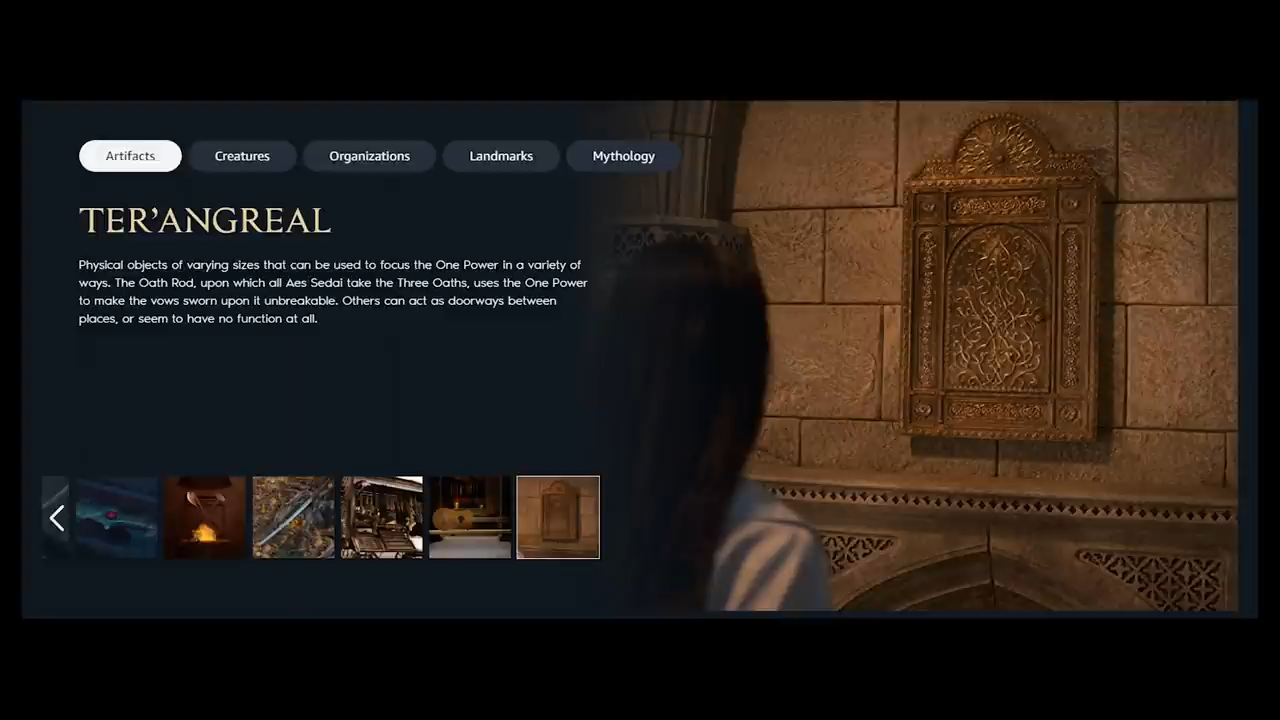 Artifacts
Creatures
Organizations
Landmarks
Mythology
TER’ANGREAL
Physical objects of varying sizes that can be used to focus the One Power in a variety of
ways. The Oath Rod, upon which all Aes Sedai take the Three Oaths, uses the One Power
to make the vows sworn upon it unbreakable. Others can act as doorways between
places, or seem to have no function at all.